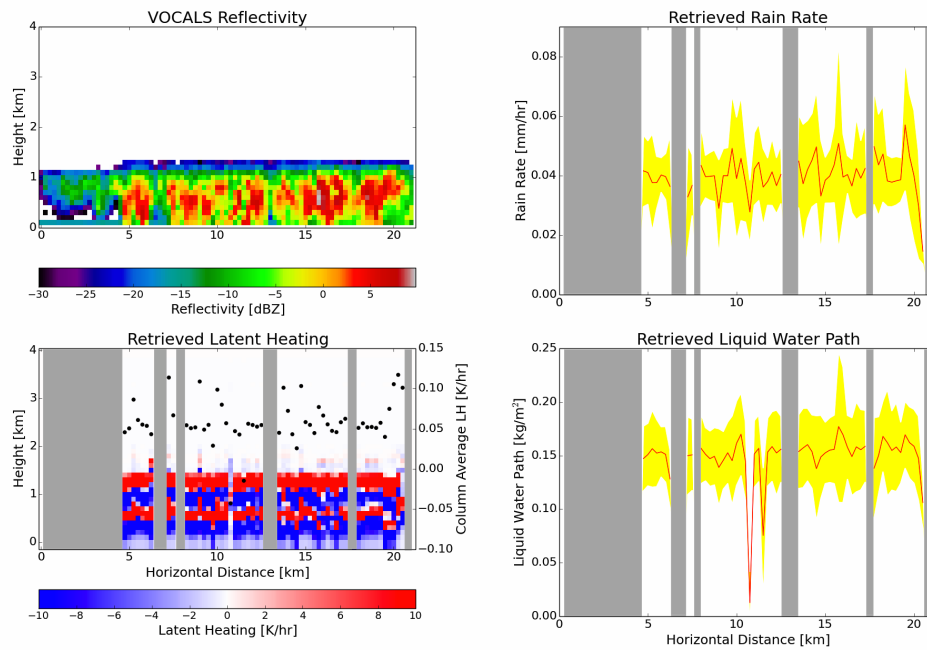 VOCALS Reflectivity
4
3
2
1
0
Height [km]
0 5 10 15 20
−30 −25 −20 −15 −10 −5 0 5
Reflectivity [dBZ]
Retrieved Rain Rate
0.08
0.06
0.04
0.02
0.00
Rain Rate [mm/hr]
0 5 10 15 20
Retrieved Latent Heating
4
3
2
1
0
Height [km]
0.15
0.10
0.05
0.00
−0.05
−0.10
Column Average LH [K/hr]
0 5 10 15 20
Horizontal Distance [km]
−10 −8 −6 −4 −2 0 2 4 6 8 10
Latent Heating [K/hr]
Retrieved Liquid Water Path
0.25
0.20
0.15
0.10
0.05
0.00
Liquid Water Path [kg/m²]
0 5 10 15 20
Horizontal Distance [km]